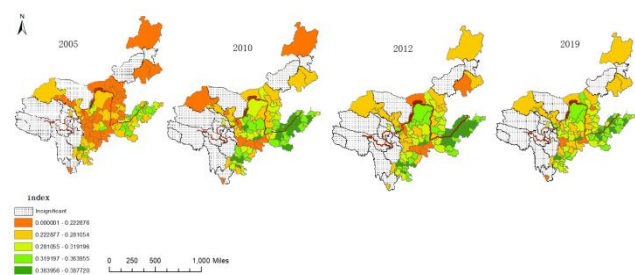 N
2005
2010
2012
2019
index
Insignificant
0.000001 - 0.222876
0.222877 - 0.281054
0.281055 - 0.319196
0.319197 - 0.363955
0.363956 - 0.387720
0 250 500 1,000 Miles